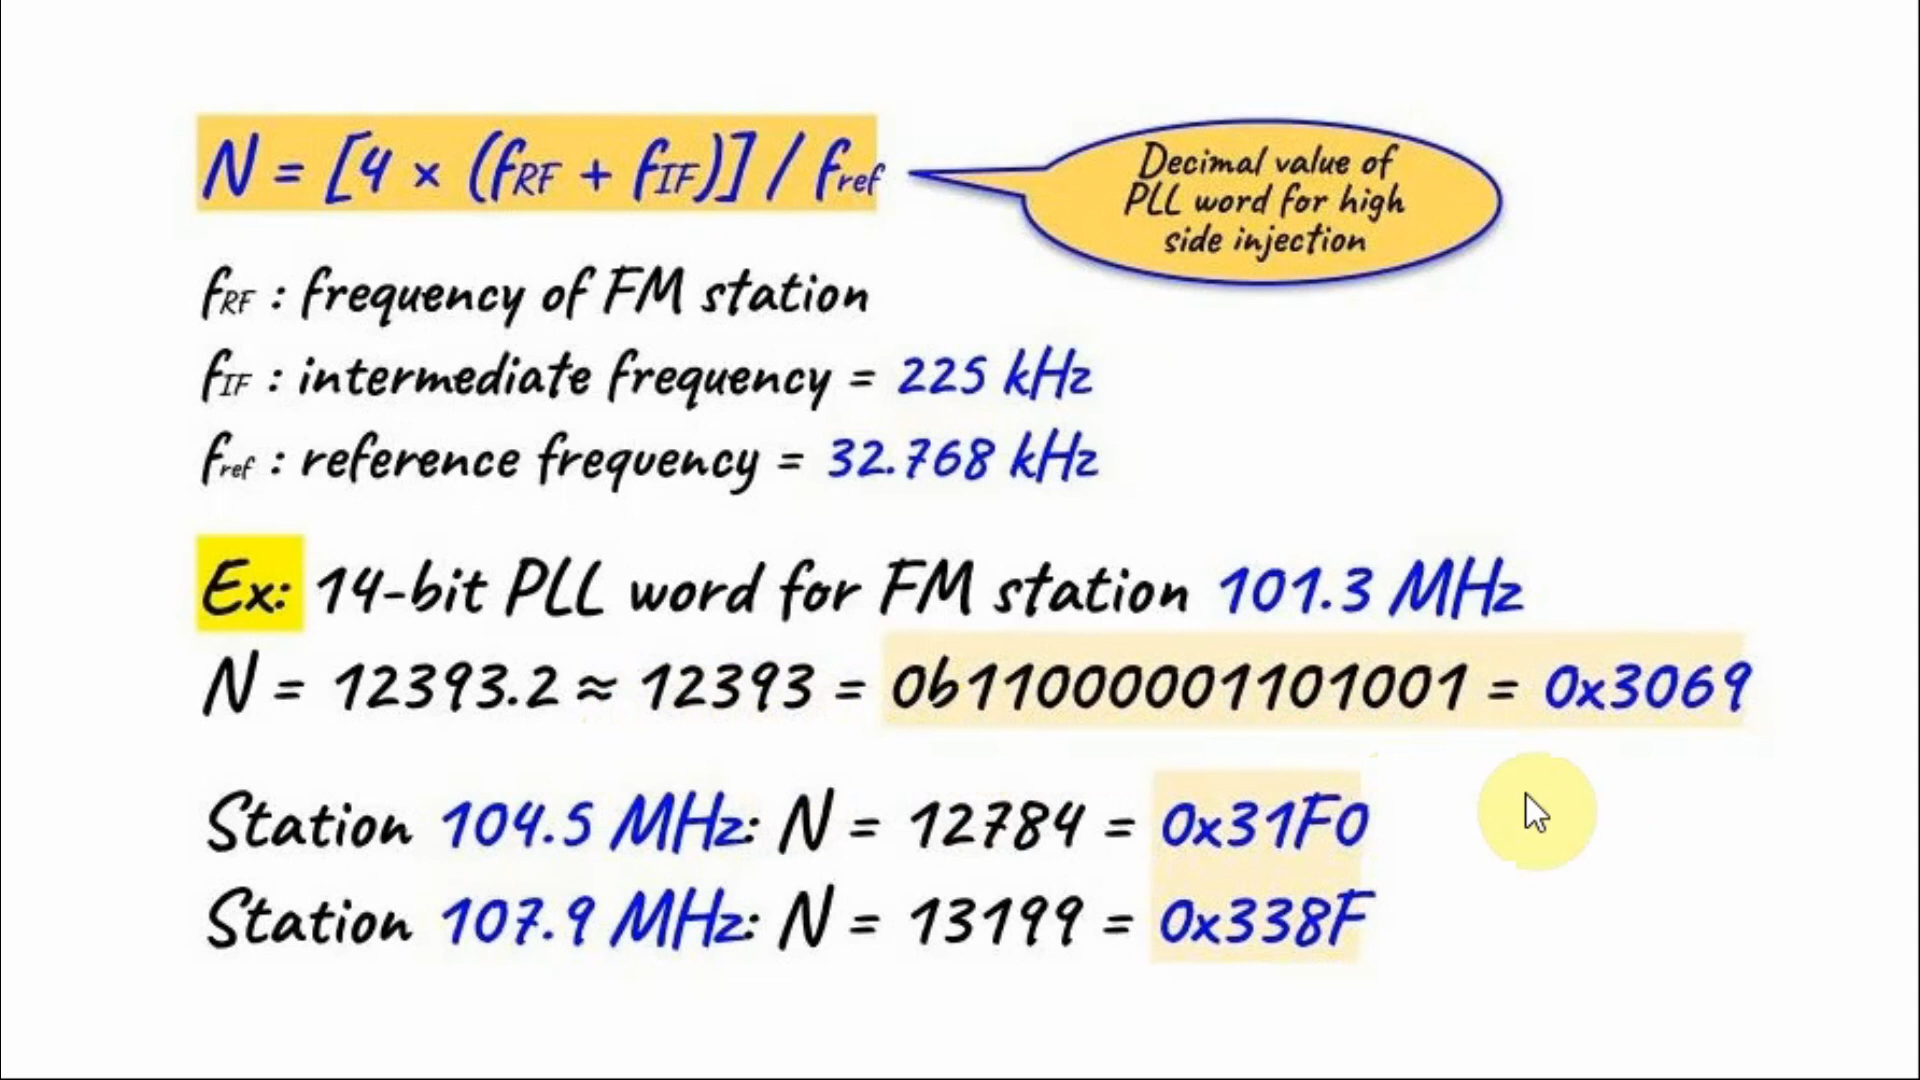 N = [4 × (fRF + fIF)] / fref
Decimal value of
PLL word for high
side injection
fRF : frequency of FM station
fIF : intermediate frequency = 225 kHz
fref : reference frequency = 32.768 kHz
Ex: 14-bit PLL word for FM station 101.3 MHz
N = 12393.2 ≈ 12393 = 0b11000001101001 = 0x3069
Station 104.5 MHz: N = 12784 = 0x31F0
Station 107.9 MHz: N = 13199 = 0x338F